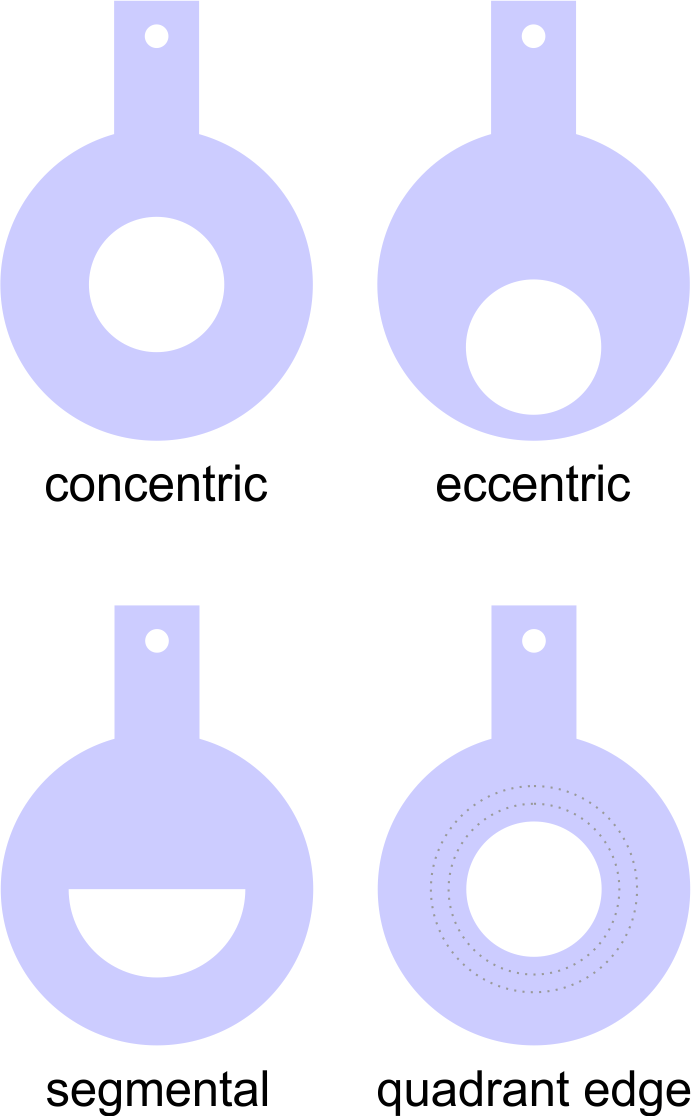 concentric
eccentric
segmental
quadrant edge